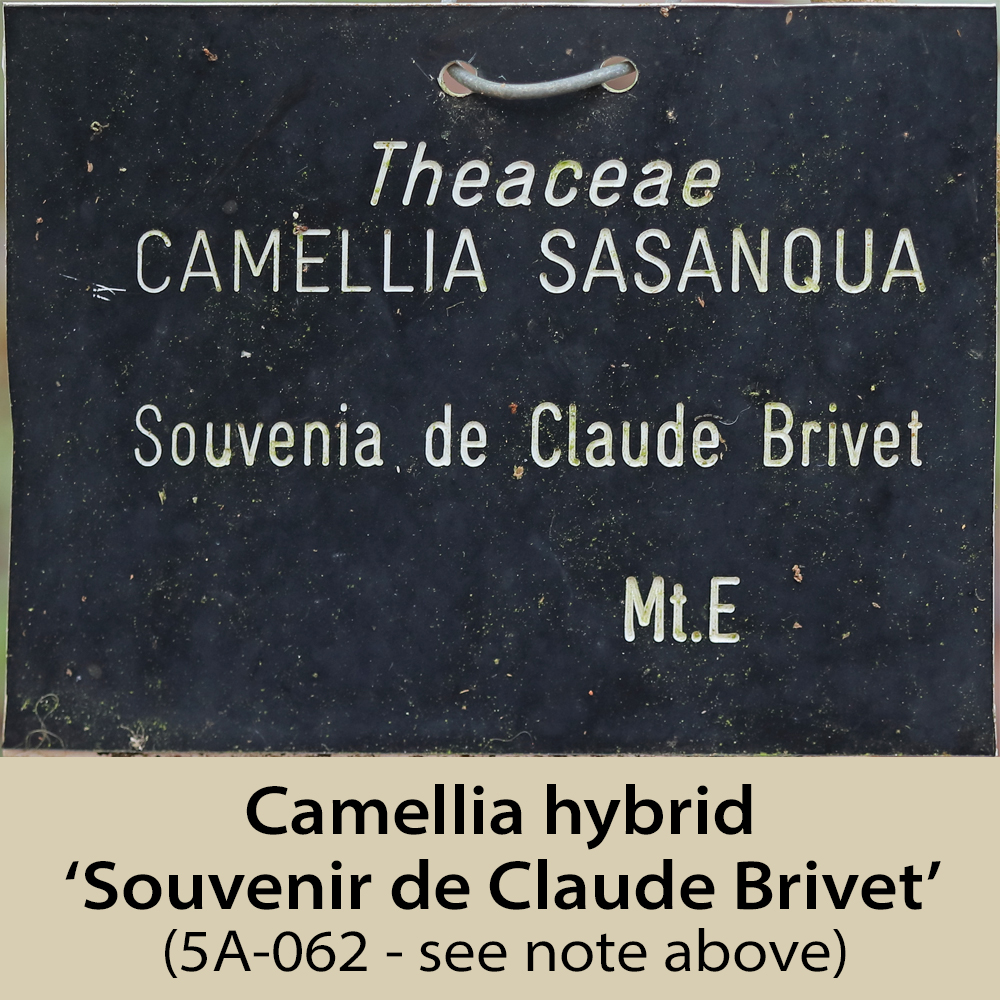 Theaceae
CAMELLIA SASANQUA
Souvenia de Claude Brivet
Mt.E
Camellia hybrid
‘Souvenir de Claude Brivet’
(5A-062 - see note above)